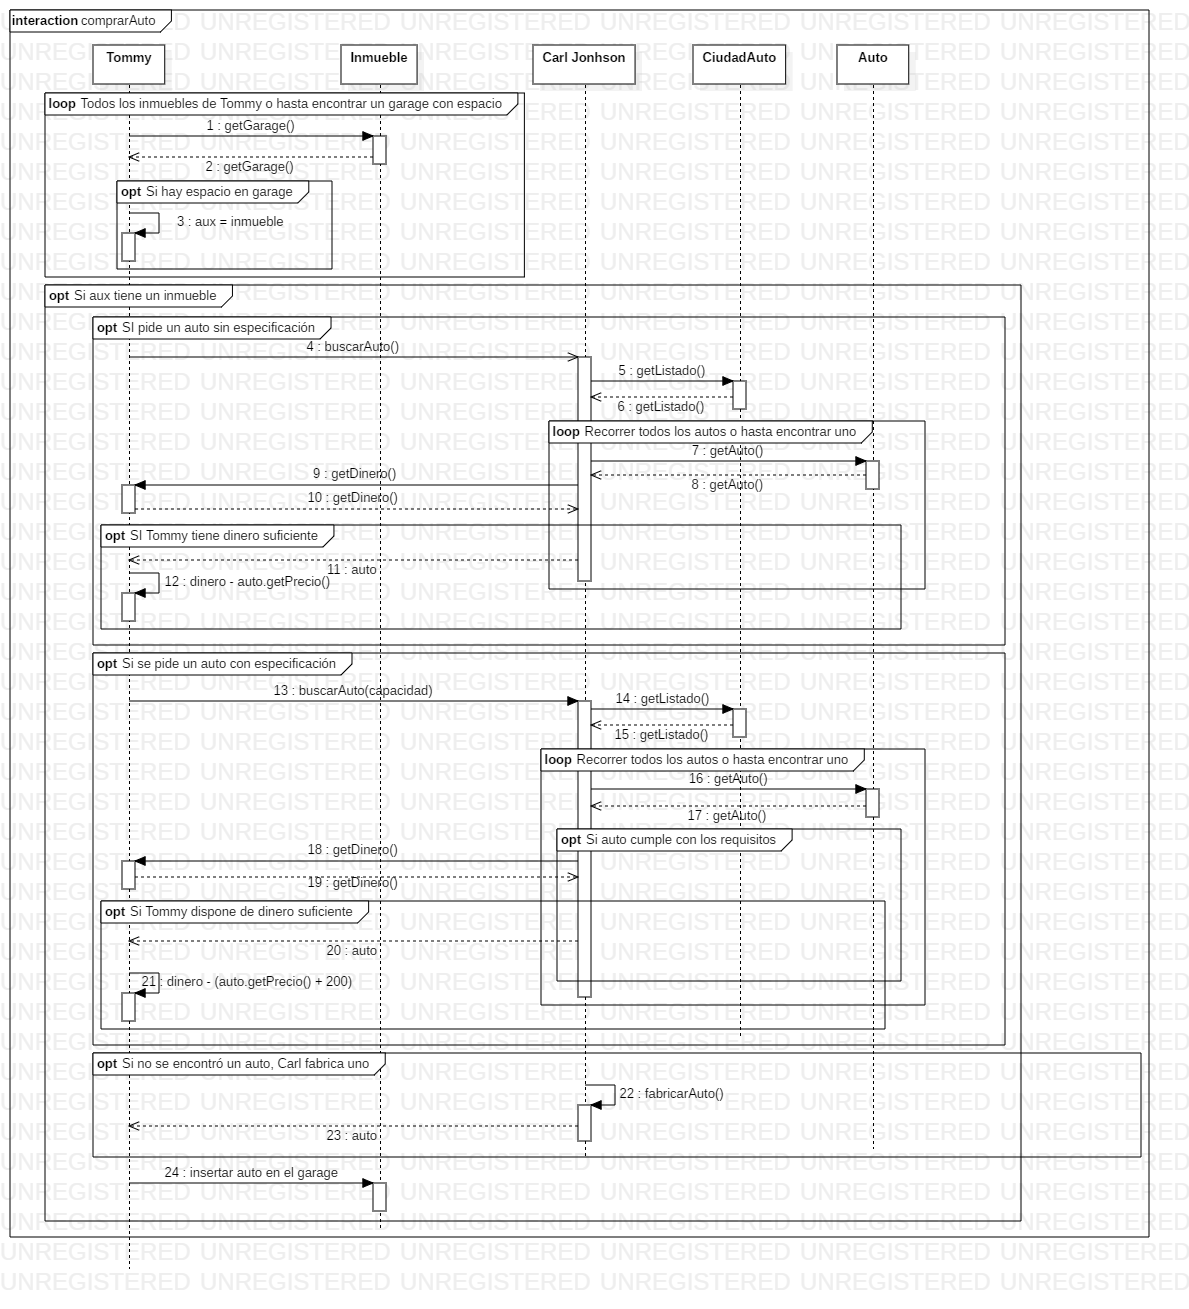 interaction comprarAuto
Tommy
Inmueble
Carl Jonhson
CiudadAuto
Auto
loop Todos los inmuebles de Tommy o hasta encontrar un garage con espacio
1 : getGarage()
2 : getGarage()
opt Si hay espacio en garage
3 : aux = inmueble
opt Si aux tiene un inmueble
opt SI pide un auto sin especificación
4 : buscarAuto()
5 : getListado()
6 : getListado()
loop Recorrer todos los autos o hasta encontrar uno
7 : getAuto()
8 : getAuto()
9 : getDinero()
10 : getDinero()
opt SI Tommy tiene dinero suficiente
11 : auto
12 : dinero - auto.getPrecio()
opt Si se pide un auto con especificación
13 : buscarAuto(capacidad)
14 : getListado()
15 : getListado()
loop Recorrer todos los autos o hasta encontrar uno
16 : getAuto()
17 : getAuto()
opt Si auto cumple con los requisitos
18 : getDinero()
19 : getDinero()
opt Si Tommy dispone de dinero suficiente
20 : auto
21 : dinero - (auto.getPrecio() + 200)
opt Si no se encontró un auto, Carl fabrica uno
22 : fabricarAuto()
23 : auto
24 : insertar auto en el garage
UNREGISTERED